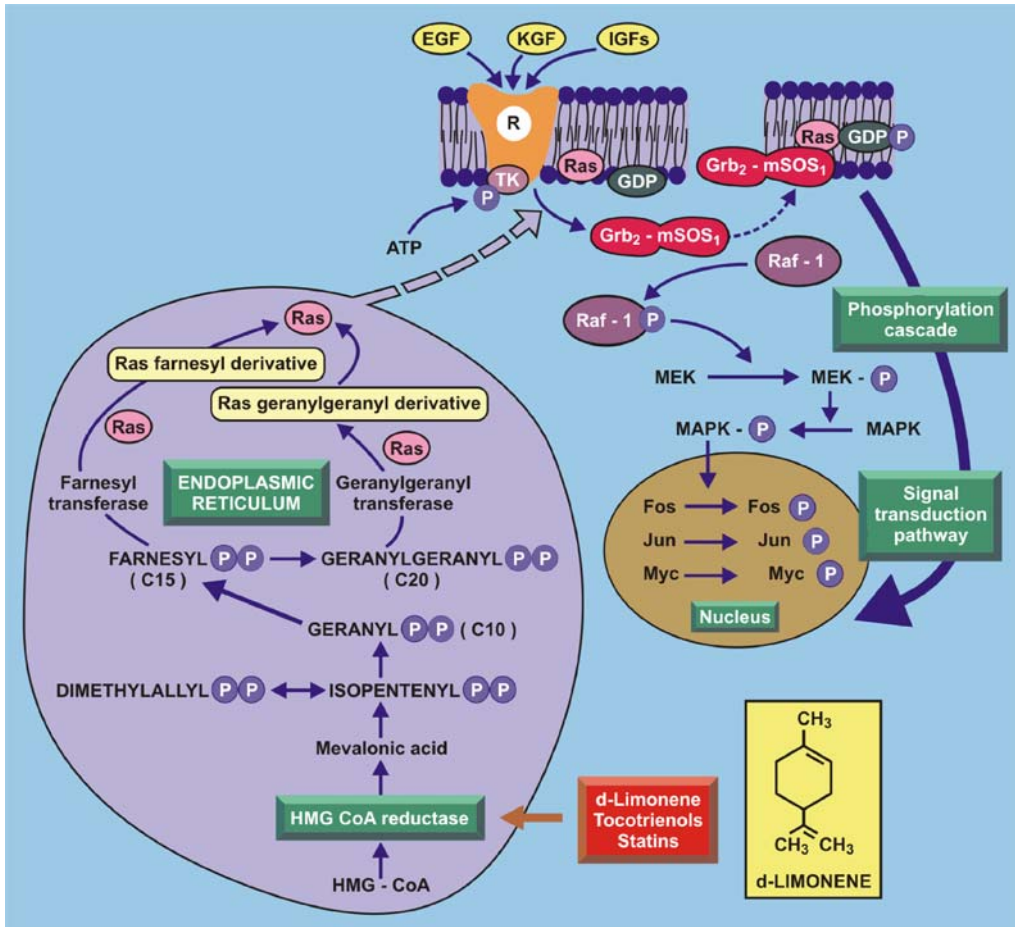 EGF
KGF
IGFs
R
TK
P
ATP
Ras
GDP
Grb2 - mSOS1
Ras
GDP
P
Grb2 - mSOS1
Raf - 1
Raf - 1
P
Phosphorylation
cascade
MEK
MEK - P
MAPK - P
MAPK
Signal
transduction
pathway
Fos
Fos P
Jun
Jun P
Myc
Myc P
Nucleus
Ras
Ras farnesyl derivative
Ras geranylgeranyl derivative
Ras
Ras
Farnesyl
transferase
ENDOPLASMIC
RETICULUM
Geranylgeranyl
transferase
FARNESYL P P
( C15 )
GERANYLGERANYL P P
( C20 )
GERANYL P P ( C10 )
DIMETHYLALLYL P P
ISOPENTENYL P P
Mevalonic acid
HMG CoA reductase
HMG - CoA
d-Limonene
Tocotrienols
Statins
CH3
CH3 CH3
d-LIMONENE